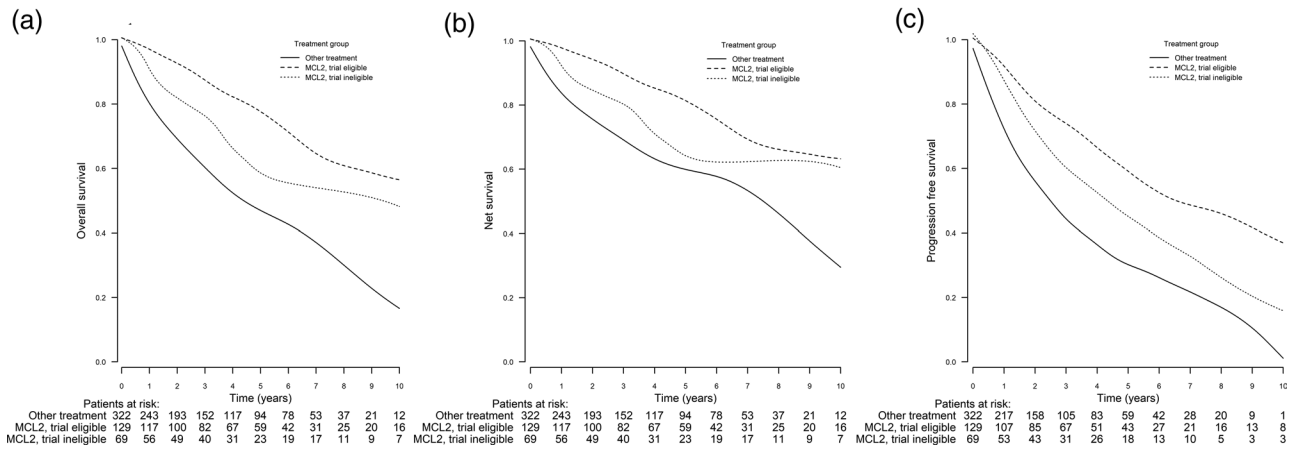 (a)
Treatment group
Other treatment
MCL2, trial eligible
MCL2, trial ineligible
Overall survival
1.0
0.8
0.6
0.4
0.2
0.0
0 1 2 3 4 5 6 7 8 9 10
Time (years)
Patients at risk:
Other treatment 322 243 193 152 117 94 78 53 37 21 12
MCL2, trial eligible 129 117 100 82 67 59 42 31 25 20 16
MCL2, trial ineligible 69 56 49 40 31 23 19 17 11 9 7
(b)
Treatment group
Other treatment
MCL2, trial eligible
MCL2, trial ineligible
Net survival
1.0
0.8
0.6
0.4
0.2
0.0
0 1 2 3 4 5 6 7 8 9 10
Time (years)
Patients at risk:
Other treatment 322 243 193 152 117 94 78 53 37 21 12
MCL2, trial eligible 129 117 100 82 67 59 42 31 25 20 16
MCL2, trial ineligible 69 56 49 40 31 23 19 17 11 9 7
(c)
Treatment group
Other treatment
MCL2, trial eligible
MCL2, trial ineligible
Progression free survival
1.0
0.8
0.6
0.4
0.2
0.0
0 1 2 3 4 5 6 7 8 9 10
Time (years)
Patients at risk:
Other treatment 322 217 158 105 83 59 42 28 20 9 1
MCL2, trial eligible 129 107 85 67 51 43 27 21 16 13 8
MCL2, trial ineligible 69 53 43 31 26 18 13 10 5 3 3